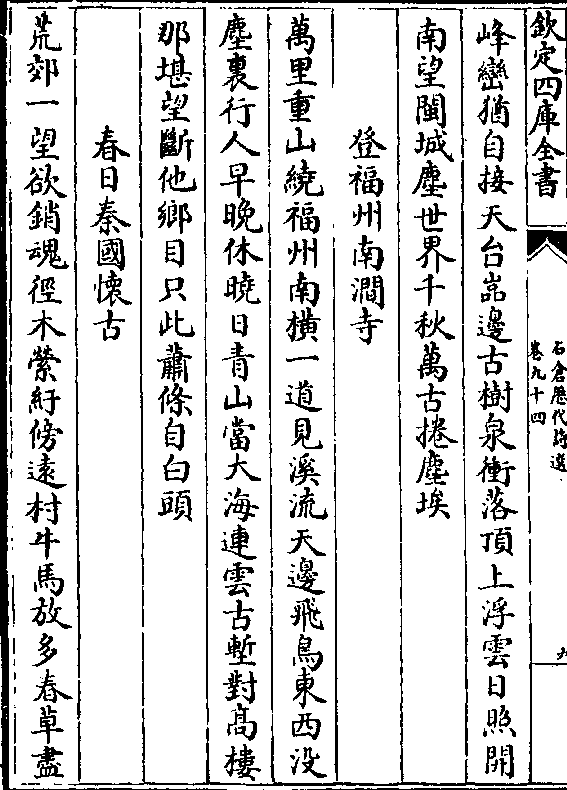 欽定四庫全書
石倉歷代詩選
卷九十四
九
峰巒猶自接天台嵓邊古樹泉衝落頂上浮雲日照開
南望閩城塵世界千秋萬古捲塵埃
登福州南澗寺
萬里重山繞福州南横一道見溪流天邊飛鳥東西没
塵裏行人早晚休曉日青山當大海連雲古塹對髙樓
那堪望斷他鄉目只此蕭條自白頭
春日秦國懷古
荒郊一望欲銷魂徑水縈紆傍逺村牛馬放多春草盡